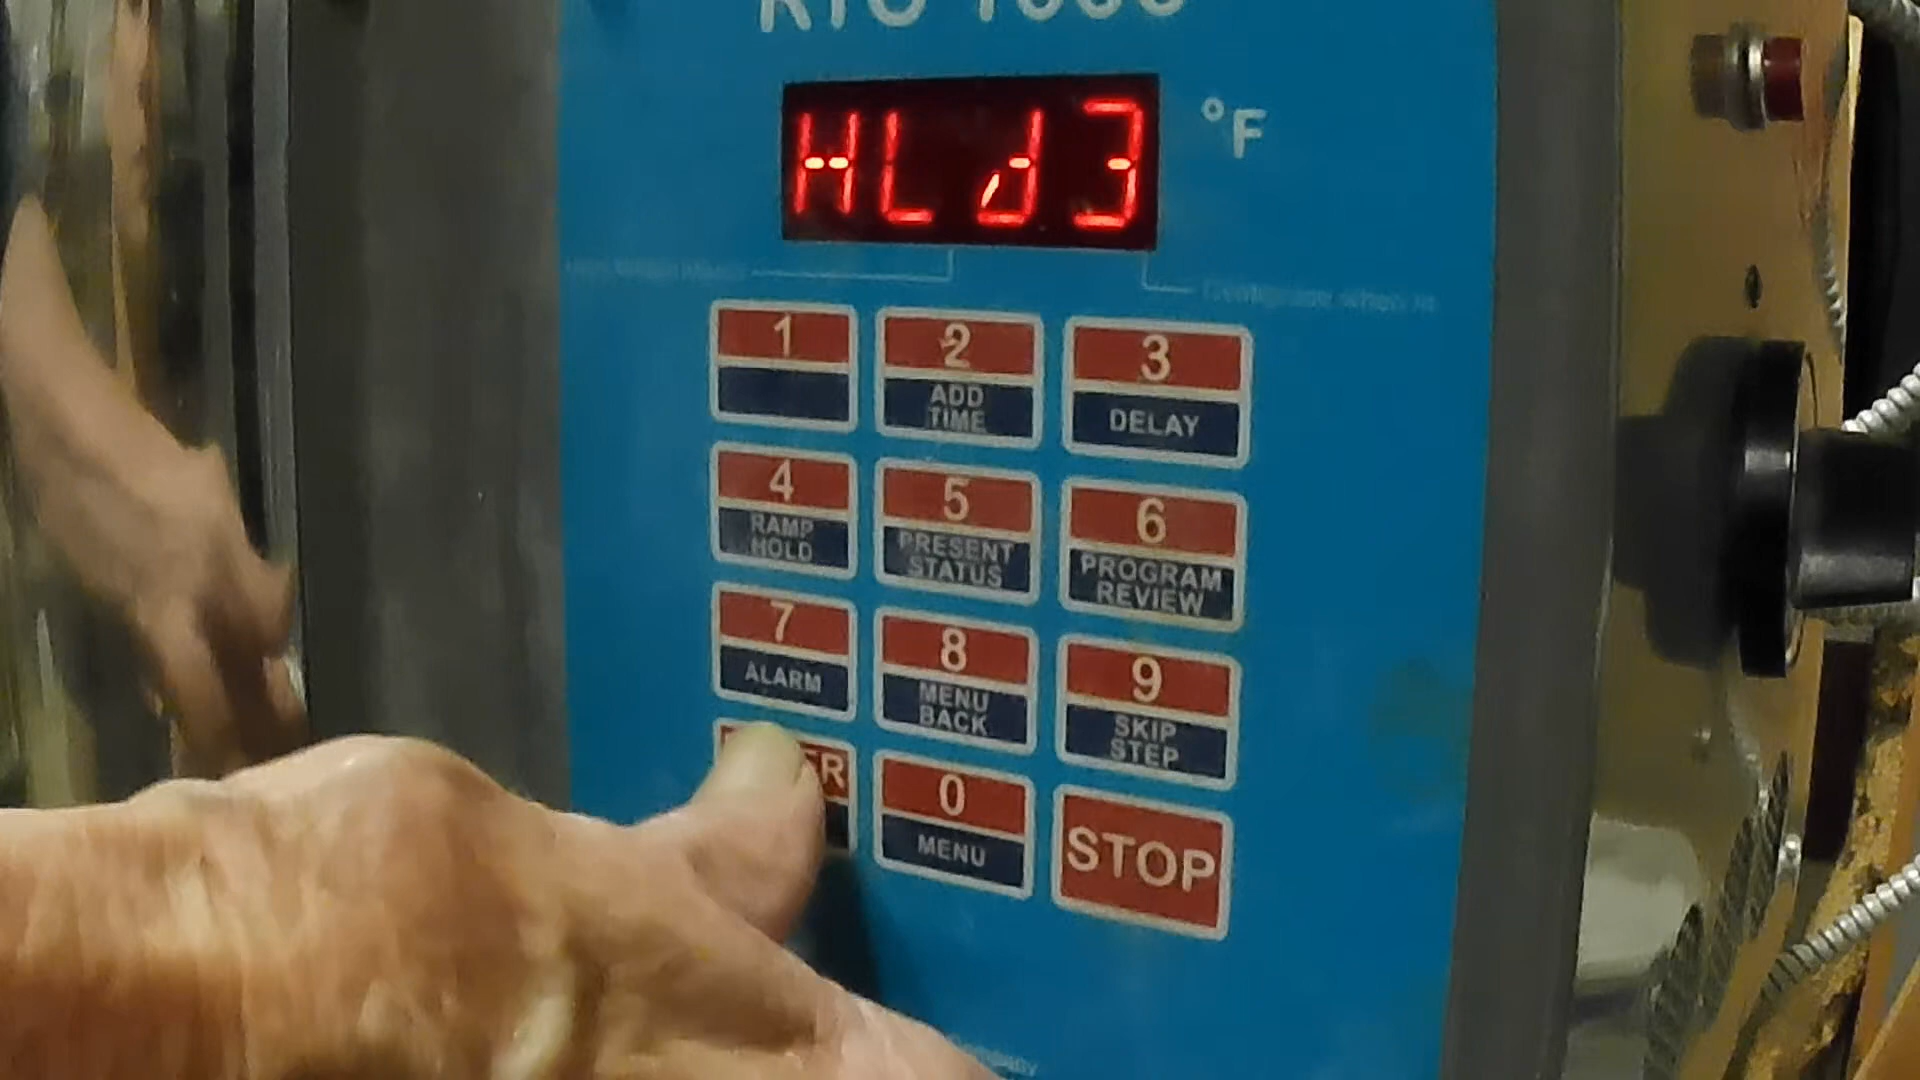 HLd3
°F
1
2
ADD
TIME
3
DELAY
4
RAMP
HOLD
5
PRESENT
STATUS
6
PROGRAM
REVIEW
7
ALARM
8
MENU
BACK
9
SKIP
STEP
0
MENU
STOP